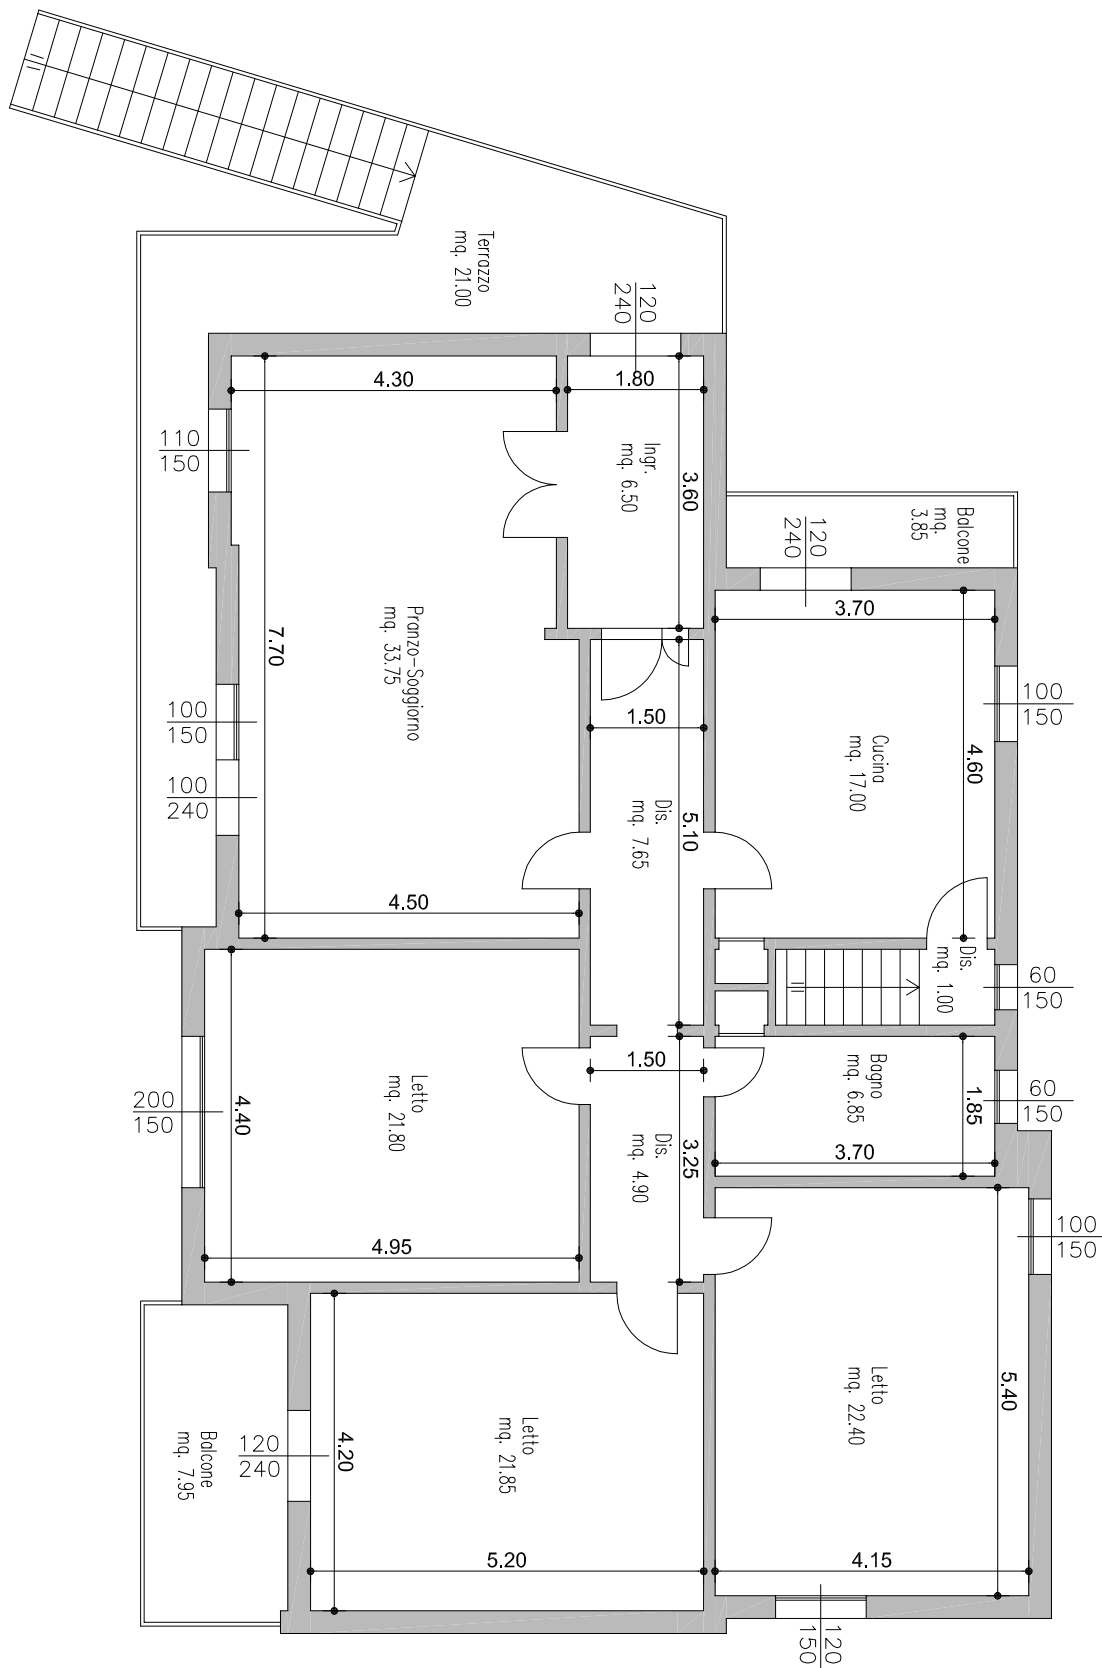 Terrazzo
mq. 21.00
120
240
4.30
1.80
110
150
Ingr.
mq. 6.50
3.60
Balcone
mq.
3.85
120
240
3.70
Pranzo-Soggiorno
mq. 33.75
7.70
100
150
1.50
100
150
Cucina
mq. 17.00
4.60
100
240
Dis.
mq. 7.65
5.10
4.50
Dis.
mq. 1.00
60
150
1.50
Bagno
mq. 6.85
1.85
60
150
200
150
4.40
Letto
mq. 21.80
Dis.
mq. 4.90
3.25
3.70
4.95
100
150
Letto
mq. 22.40
5.40
Balcone
mq. 7.95
120
240
4.20
Letto
mq. 21.85
5.20
4.15
120
150